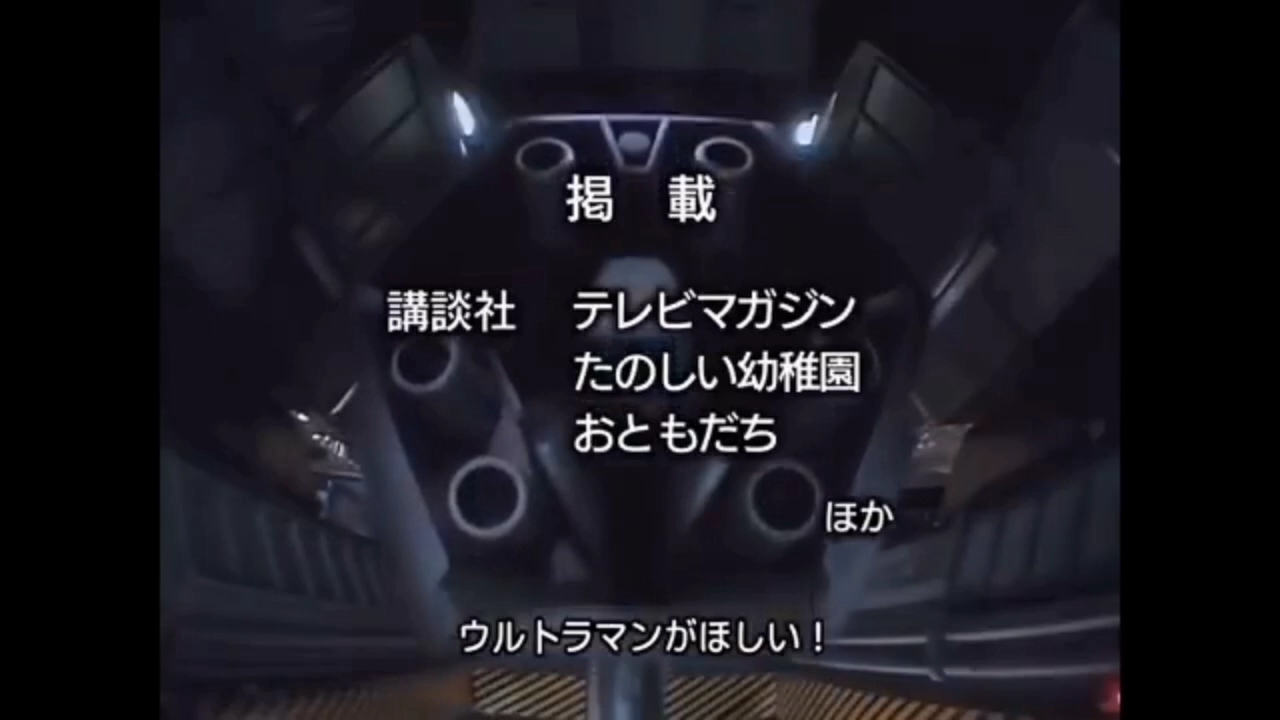 掲　載
講談社　テレビマガジン
たのしい幼稚園
おともだち
ほか
ウルトラマンがほしい！